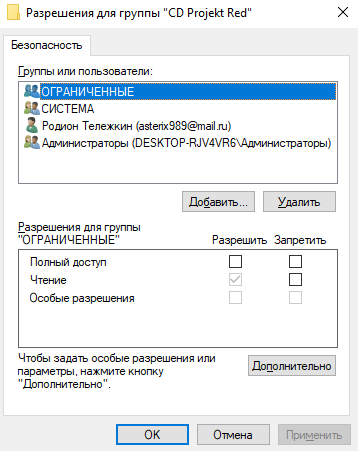 Разрешения для группы "CD Projekt Red"
Безопасность
Группы или пользователи:
ОГРАНИЧЕННЫЕ
СИСТЕМА
Родион Тележкин (asterix989@mail.ru)
Администраторы (DESKTOP-RJV4VR6\Администраторы)
Добавить...
Удалить
Разрешения для группы
"ОГРАНИЧЕННЫЕ"
Разрешить
Запретить
Полный доступ
Чтение
Особые разрешения
Чтобы задать особые разрешения или
параметры, нажмите кнопку
"Дополнительно".
Дополнительно
OK
Отмена
Применить